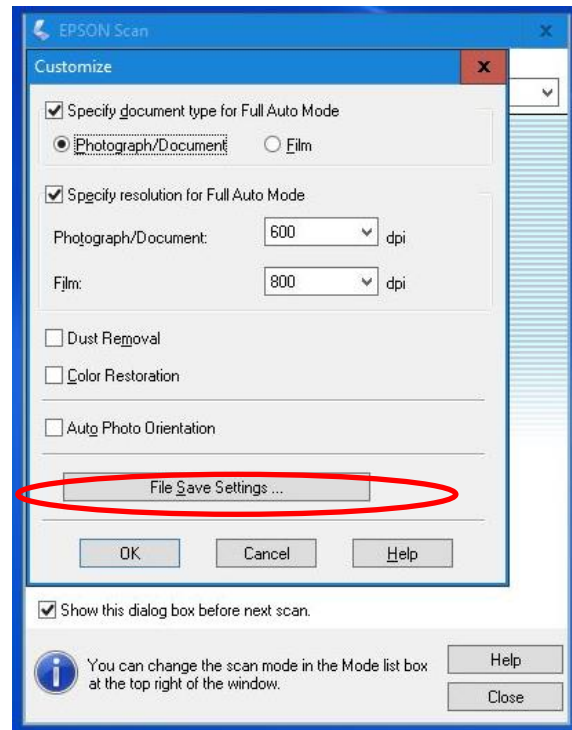 EPSON Scan
Customize
Specify document type for Full Auto Mode
Photograph/Document
Film
Specify resolution for Full Auto Mode
Photograph/Document: 600 dpi
Film: 800 dpi
Dust Removal
Color Restoration
Auto Photo Orientation
File Save Settings ...
OK Cancel Help
Show this dialog box before next scan.
You can change the scan mode in the Mode list box
at the top right of the window.
Help
Close